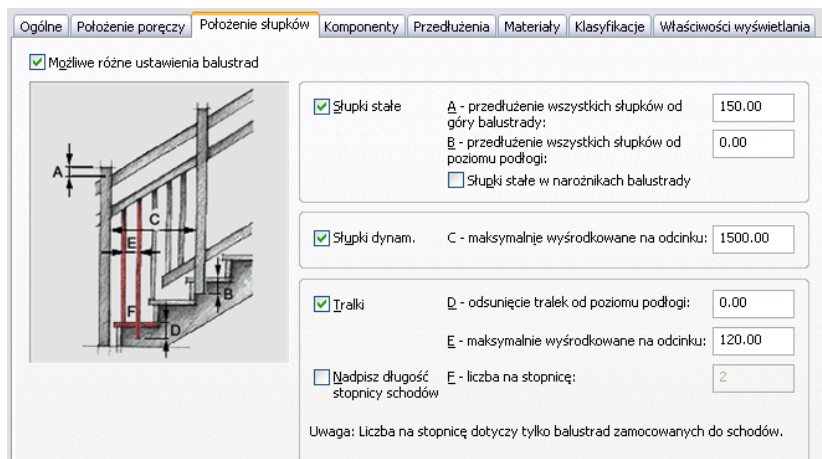 Ogólne Położenie poręczy Położenie słupków Komponenty Przedłużenia Materiały Klasyfikacje Właściwości wyświetlania
Możliwe różne ustawienia balustrad
Słupki stałe
A - przedłużenie wszystkich słupków od
góry balustrady:
150.00
B - przedłużenie wszystkich słupków od
poziomu podłogi:
0.00
Słupki stałe w narożnikach balustrady
A
C
E
B
F
D
Słupki dynam. C - maksymalnie wyśrodkowane na odcinku: 1500.00
Tralki D - odsunięcie tralek od poziomu podłogi: 0.00
E - maksymalnie wyśrodkowane na odcinku: 120.00
Nadpisz długość
stopnicy schodów
F - liczba na stopnicę: 2
Uwaga: Liczba na stopnicę dotyczy tylko balustrad zamocowanych do schodów.